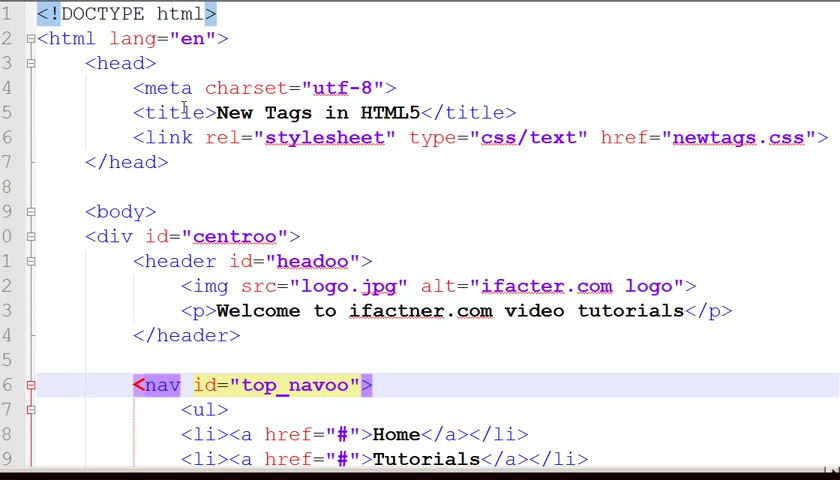 1 <!DOCTYPE html>
2 <html lang="en">
3 <head>
4 <meta charset="utf-8">
5 <title>New Tags in HTML5</title>
6 <link rel="stylesheet" type="css/text" href="newtags.css">
7 </head>
8
9 <body>
0 <div id="centroo">
1 <header id="headoo">
2 <img src="logo.jpg" alt="ifacter.com logo">
3 <p>Welcome to ifactner.com video tutorials</p>
4 </header>
5
6 <nav id="top_navoo">
7 <ul>
8 <li><a href="#">Home</a></li>
9 <li><a href="#">Tutorials</a></li>